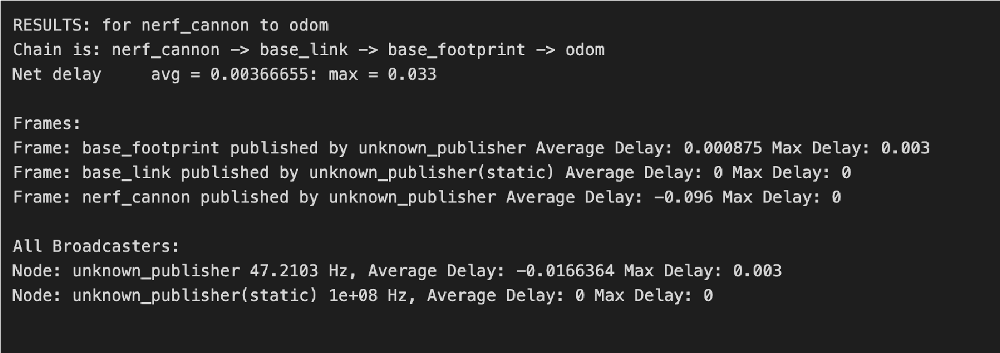 RESULTS: for nerf_cannon to odom
Chain is: nerf_cannon -> base_link -> base_footprint -> odom
Net delay     avg = 0.00366655: max = 0.033

Frames:
Frame: base_footprint published by unknown_publisher Average Delay: 0.000875 Max Delay: 0.003
Frame: base_link published by unknown_publisher(static) Average Delay: 0 Max Delay: 0
Frame: nerf_cannon published by unknown_publisher Average Delay: -0.096 Max Delay: 0

All Broadcasters:
Node: unknown_publisher 47.2103 Hz, Average Delay: -0.0166364 Max Delay: 0.003
Node: unknown_publisher(static) 1e+08 Hz, Average Delay: 0 Max Delay: 0